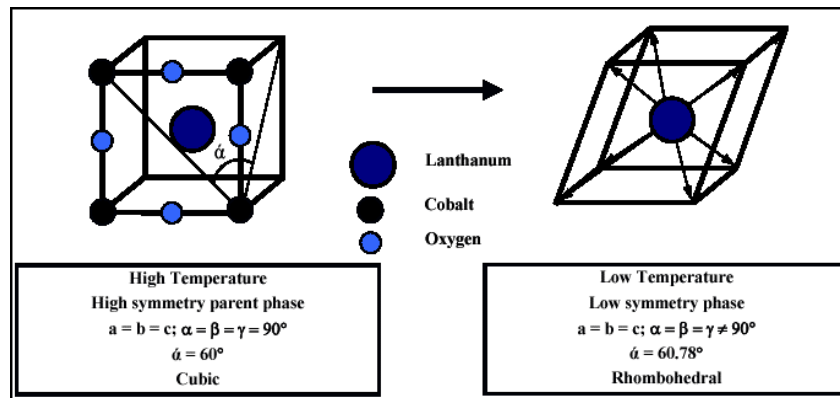 ά
Lanthanum
Cobalt
Oxygen
High Temperature
High symmetry parent phase
a = b = c; α = β = γ = 90°
ά = 60°
Cubic
Low Temperature
Low symmetry phase
a = b = c; α = β = γ ≠ 90°
ά = 60.78°
Rhombohedral